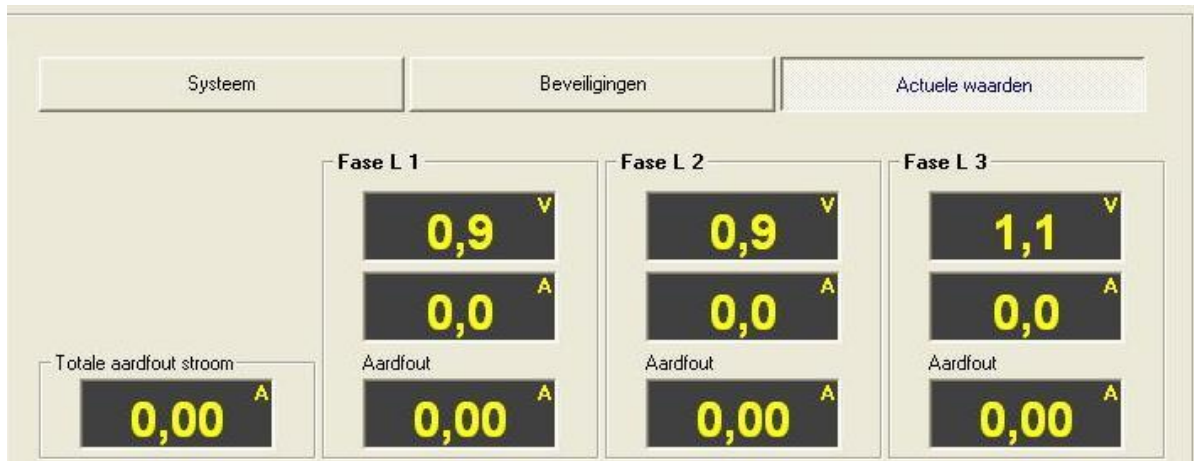 Systeem Beveiligingen Actuele waarden
Fase L 1 Fase L 2 Fase L 3
0,9 V 0,9 V 1,1 V
0,0 A 0,0 A 0,0 A
Totale aardfout stroom Aardfout Aardfout Aardfout
0,00 A 0,00 A 0,00 A 0,00 A